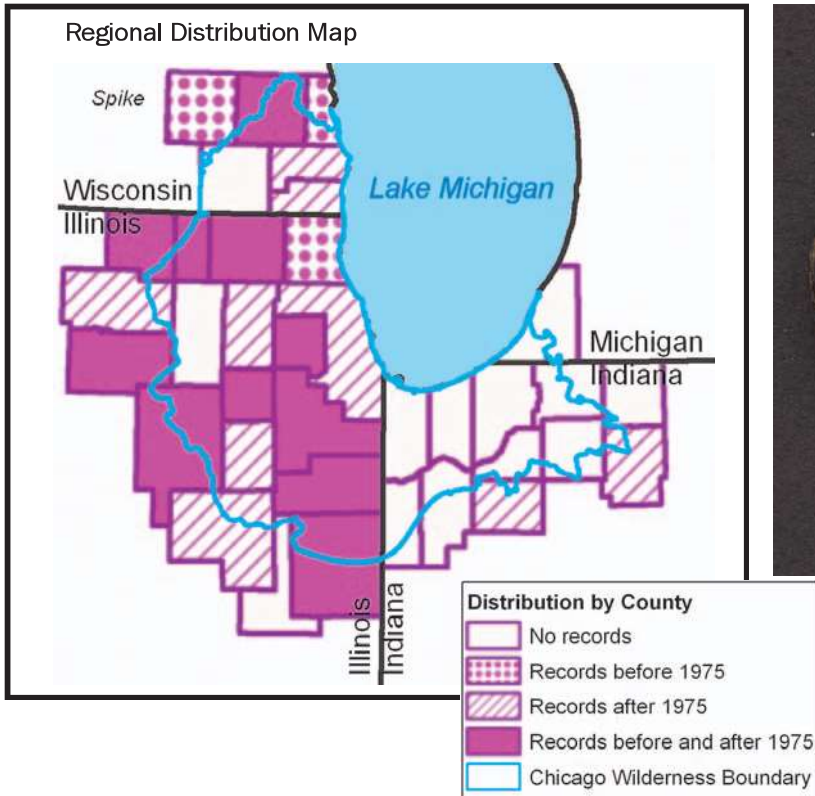 Regional Distribution Map
Spike
Lake Michigan
Wisconsin
Illinois
Michigan
Indiana
Illinois
Indiana
Distribution by County
No records
Records before 1975
Records after 1975
Records before and after 1975
Chicago Wilderness Boundary